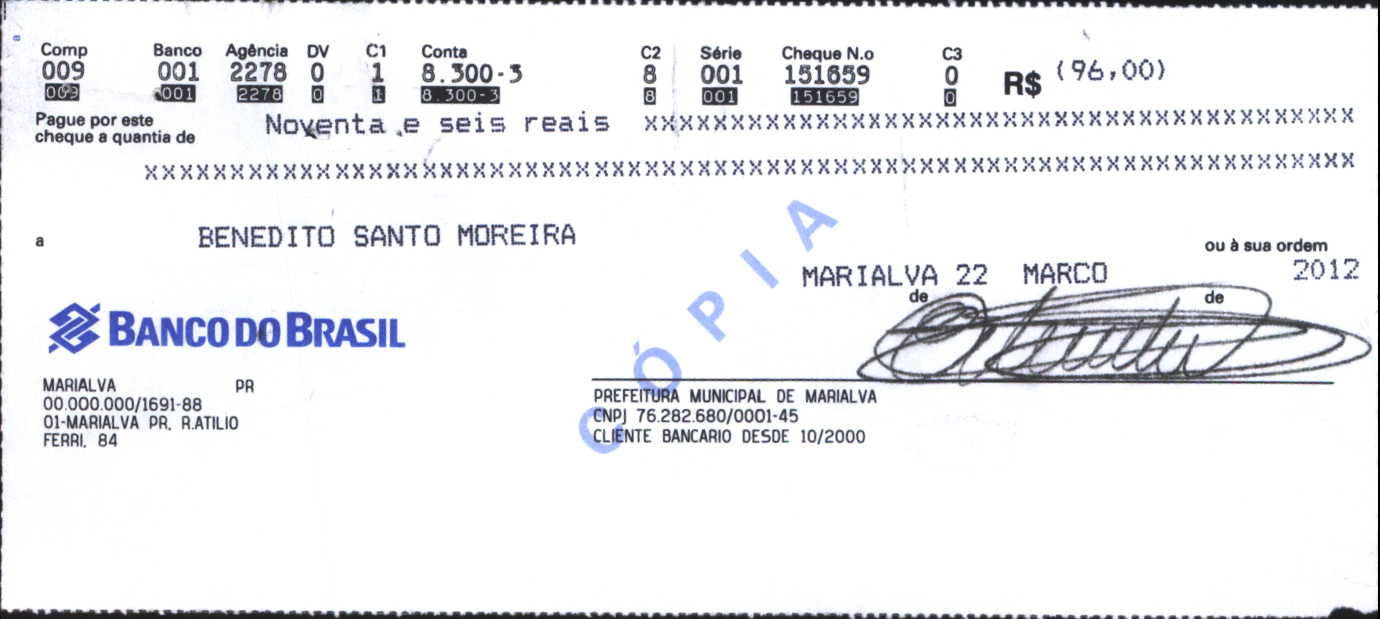 Comp Banco Agência DV C1 Conta C2 Série Cheque N.o C3
009 001 2278 0 1 8.300-3 8 001 151659 0 R$ (96,00)
009 001 2278 0 1 8.300-3 8 001 151659 0
Pague por este
cheque a quantia de Noventa e seis reais XXXXXXXXXXXXXXXXXXXXXXXXXXXXXXXXXXXXXXXXX
XXXXXXXXXXXXXXXXXXXXXXXXXXXXXXXXXXXXXXXXXXXXXXXXXXXXXXXXXXXXXXXXXXXXXX
a BENEDITO SANTO MOREIRA
ou à sua ordem
MARIALVA 22 MARCO 2012
de de
CÓPIA
BANCO DO BRASIL
MARIALVA PR
00.000.000/1691-88
01-MARIALVA PR, R.ATILIO
FERRI, 84
PREFEITURA MUNICIPAL DE MARIALVA
CNPJ 76.282.680/0001-45
CLIENTE BANCARIO DESDE 10/2000